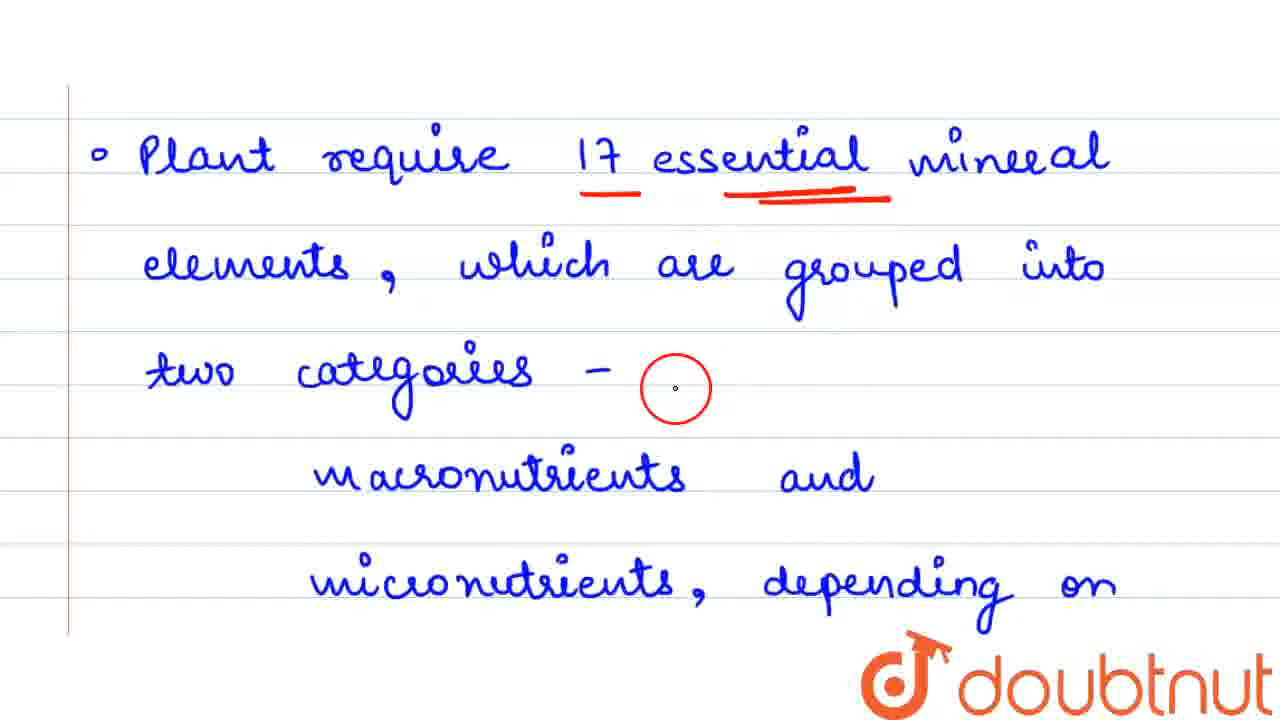 ° Plant require 17 essential mineral
elements, which are grouped into
two categories -
macronutrients and
micronutrients, depending on
doubtnut